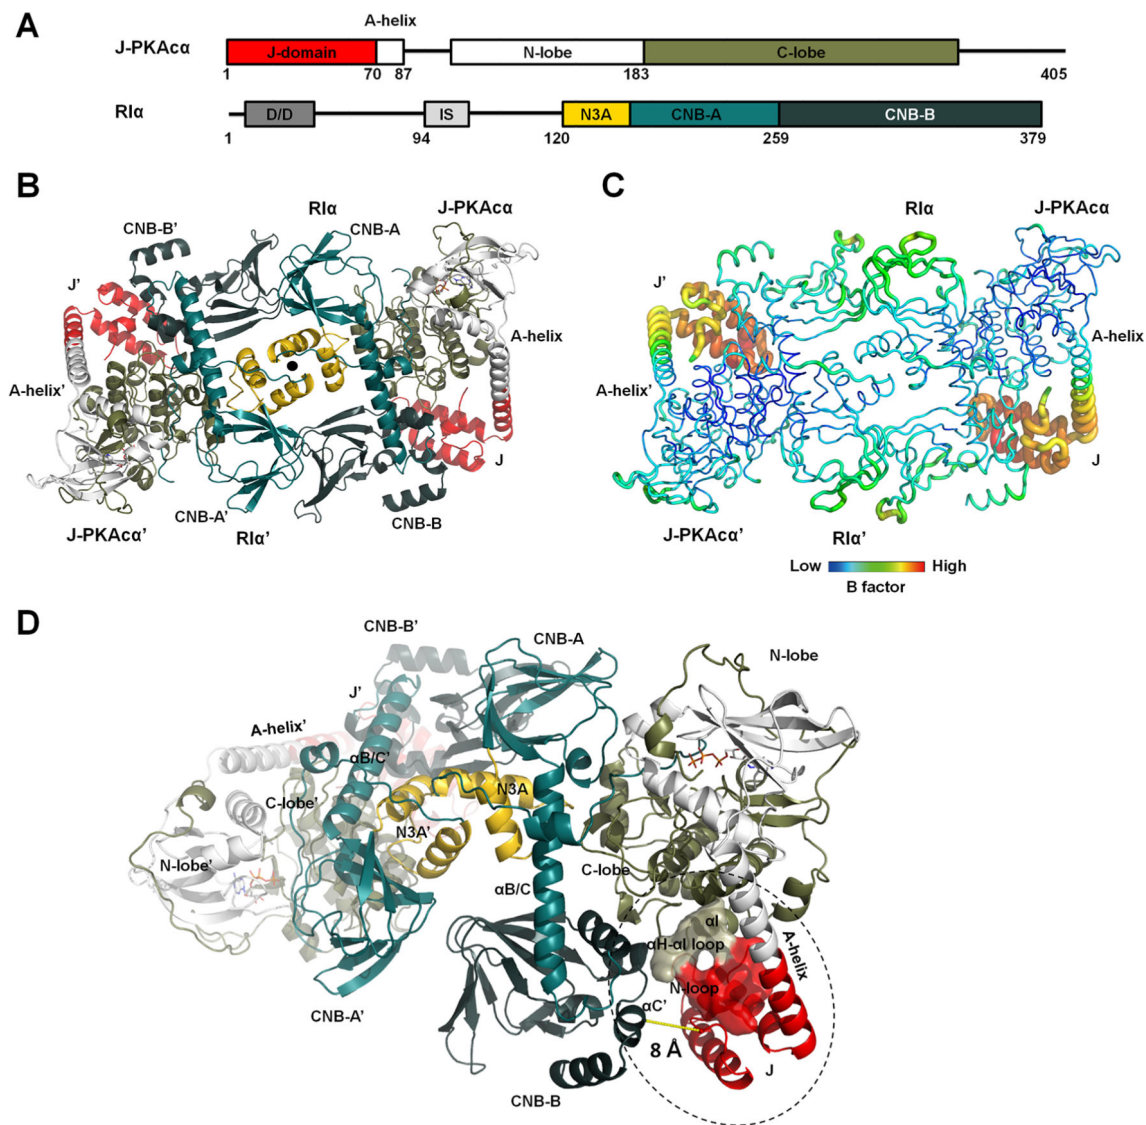 A
A-helix
J-PKAcα
J-domain
N-lobe
C-lobe
1
70
87
183
405
RIα
D/D
IS
N3A
CNB-A
CNB-B
1
94
120
259
379
B
RIα
J-PKAcα
CNB-B’
CNB-A
J’
A-helix
A-helix’
J
CNB-A’
CNB-B
J-PKAcα’
RIα’
C
RIα
J-PKAcα
J’
A-helix
A-helix’
J
J-PKAcα’
RIα’
Low
High
B factor
D
CNB-B’
CNB-A
N-lobe
J’
A-helix’
αB/C’
N3A
C-lobe’
N3A’
N-lobe’
C-lobe
αB/C
αI
A-helix
αH-αI loop
N-loop
αC’
CNB-A’
8 Å
J
CNB-B